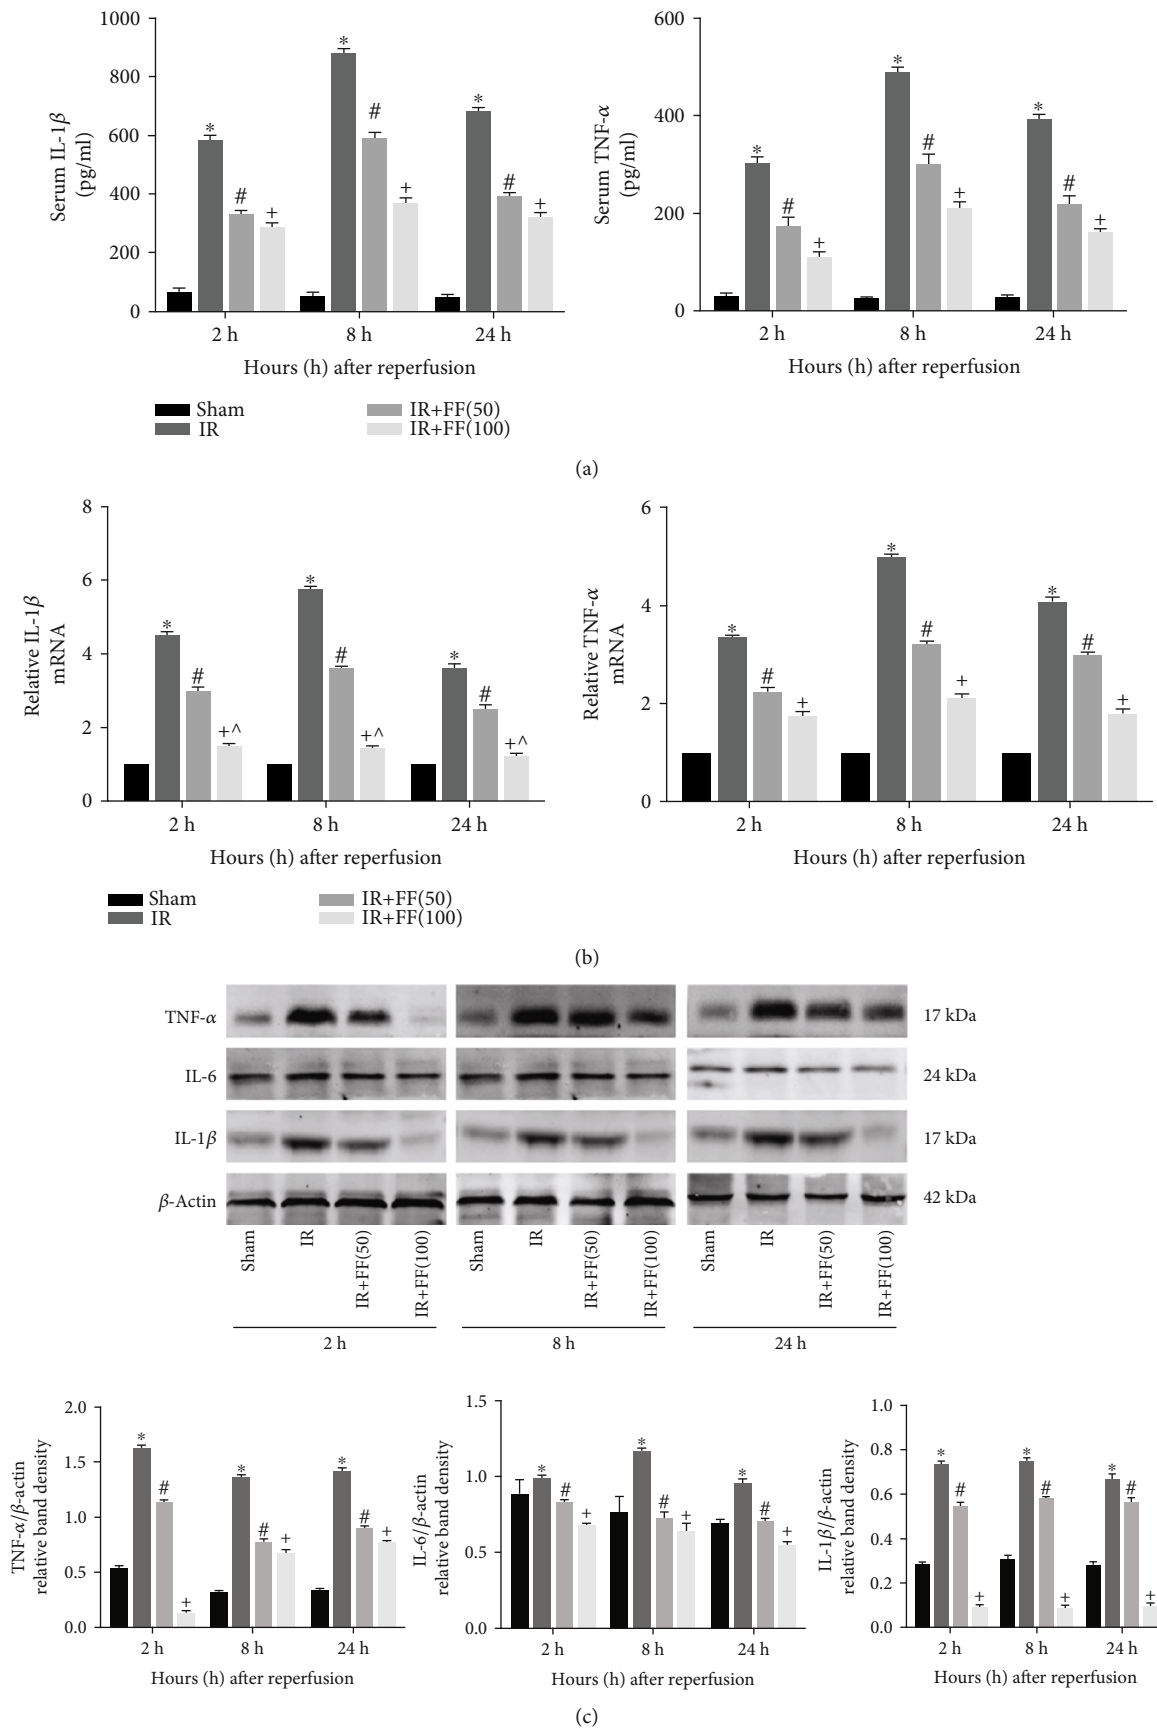 1000
800
600
400
200
0
Serum IL-1β
(pg/ml)
*
#
+
*
#
+
*
#
+
2 h 8 h 24 h
Hours (h) after reperfusion
600
400
200
0
Serum TNF-α
(pg/ml)
*
#
+
*
#
+
*
#
+
2 h 8 h 24 h
Hours (h) after reperfusion
Sham IR+FF(50)
IR IR+FF(100)
(a)
8
6
4
2
0
Relative IL-1β
mRNA
*
#
+^
*
#
+^
*
#
+^
2 h 8 h 24 h
Hours (h) after reperfusion
6
4
2
0
Relative TNF-α
mRNA
*
#
+
*
#
+
*
#
+
2 h 8 h 24 h
Hours (h) after reperfusion
Sham IR+FF(50)
IR IR+FF(100)
(b)
TNF-α 17 kDa
IL-6 24 kDa
IL-1β 17 kDa
β-Actin 42 kDa
Sham IR IR+FF(50) IR+FF(100) Sham IR IR+FF(50) IR+FF(100) Sham IR IR+FF(50) IR+FF(100)
2 h 8 h 24 h
2.0
1.5
1.0
0.5
0.0
TNF-α/β-actin
relative band density
*
#
+
*
#
+
*
#
+
2 h 8 h 24 h
Hours (h) after reperfusion
1.5
1.0
0.5
0.0
IL-6/β-actin
relative band density
*
#
+
*
#
+
*
#
+
2 h 8 h 24 h
Hours (h) after reperfusion
1.0
0.8
0.6
0.4
0.2
0.0
IL-1β/β-actin
relative band density
*
#
+
*
#
+
*
#
+
2 h 8 h 24 h
Hours (h) after reperfusion
(c)